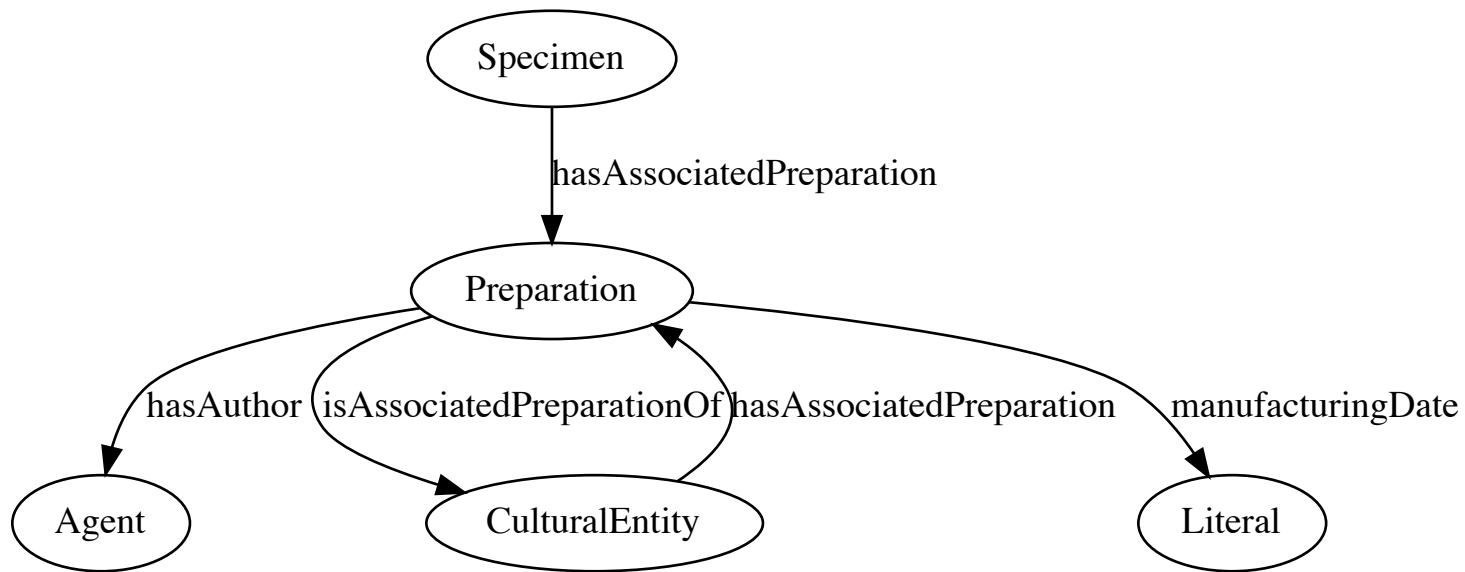 Specimen
hasAssociatedPreparation
Preparation
hasAuthor
isAssociatedPreparationOf
hasAssociatedPreparation
manufacturingDate
Agent
CulturalEntity
Literal